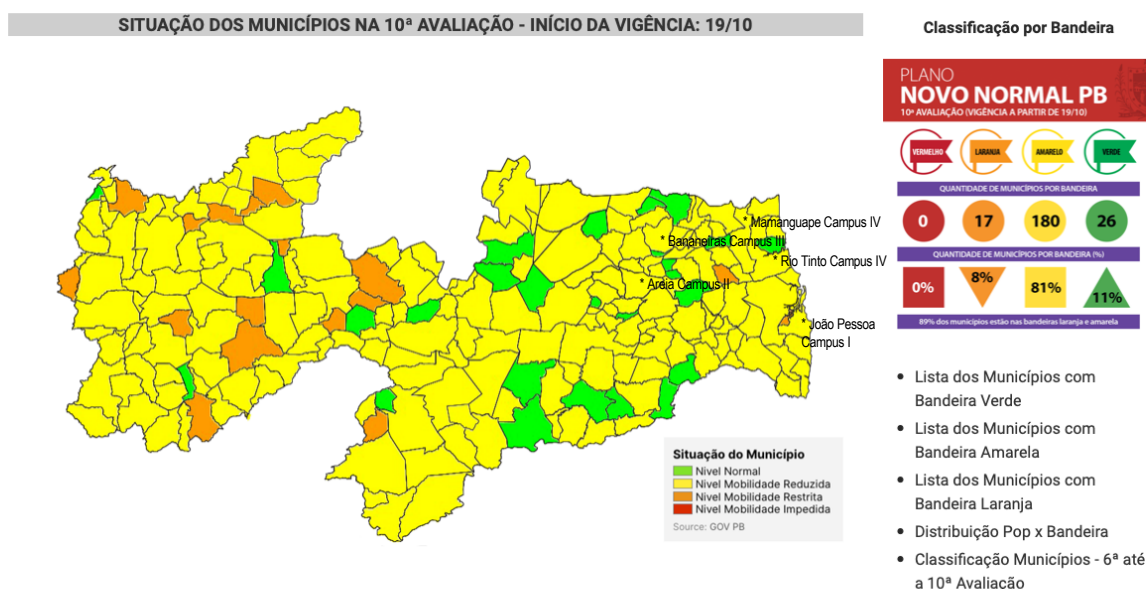 SITUAÇÃO DOS MUNICÍPIOS NA 10ª AVALIAÇÃO - INÍCIO DA VIGÊNCIA: 19/10
* Mamanguape Campus IV
* Bananeiras Campus III
* Rio Tinto Campus IV
* Areia Campus II
* João Pessoa
Campus I
Situação do Município
Nivel Normal
Nivel Mobilidade Reduzida
Nivel Mobilidade Restrita
Nivel Mobilidade Impedida
Source: GOV PB
Classificação por Bandeira
PLANO
NOVO NORMAL PB
10ª AVALIAÇÃO (VIGÊNCIA A PARTIR DE 19/10)
VERMELHO LARANJA AMARELO VERDE
QUANTIDADE DE MUNICÍPIOS POR BANDEIRA
0 17 180 26
QUANTIDADE DE MUNICÍPIOS POR BANDEIRA (%)
0% 8% 81% 11%
89% dos municípios estão nas bandeiras laranja e amarela
• Lista dos Municípios com
Bandeira Verde
• Lista dos Municípios com
Bandeira Amarela
• Lista dos Municípios com
Bandeira Laranja
• Distribuição Pop x Bandeira
• Classificação Municípios - 6ª até
a 10ª Avaliação